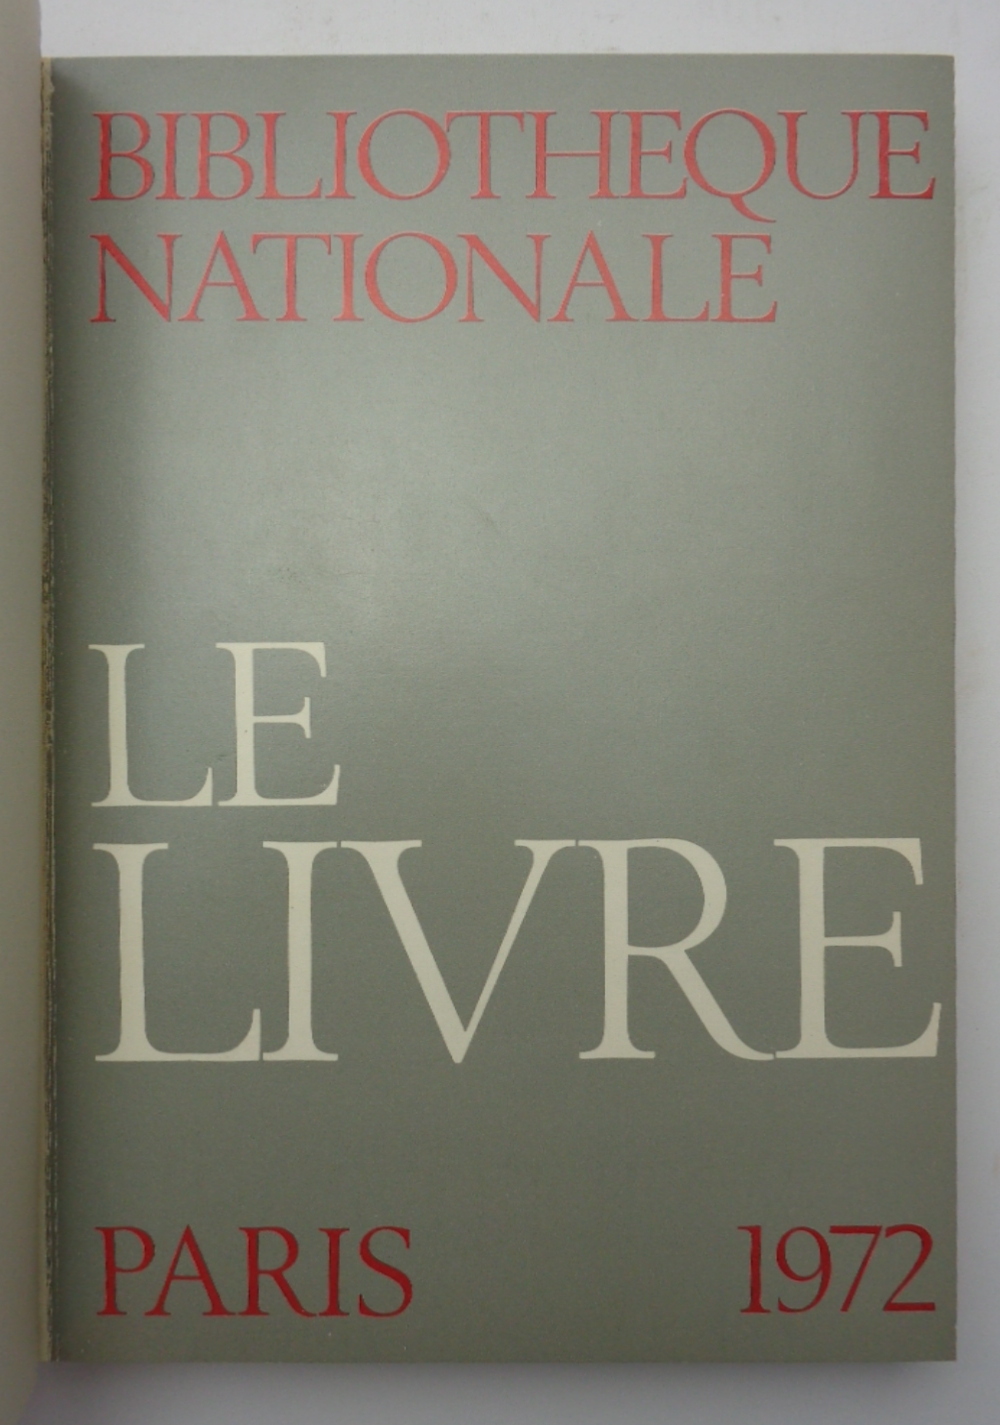 BIBLIOTHEQUE
NATIONALE
LE
LIVRE
PARIS 1972